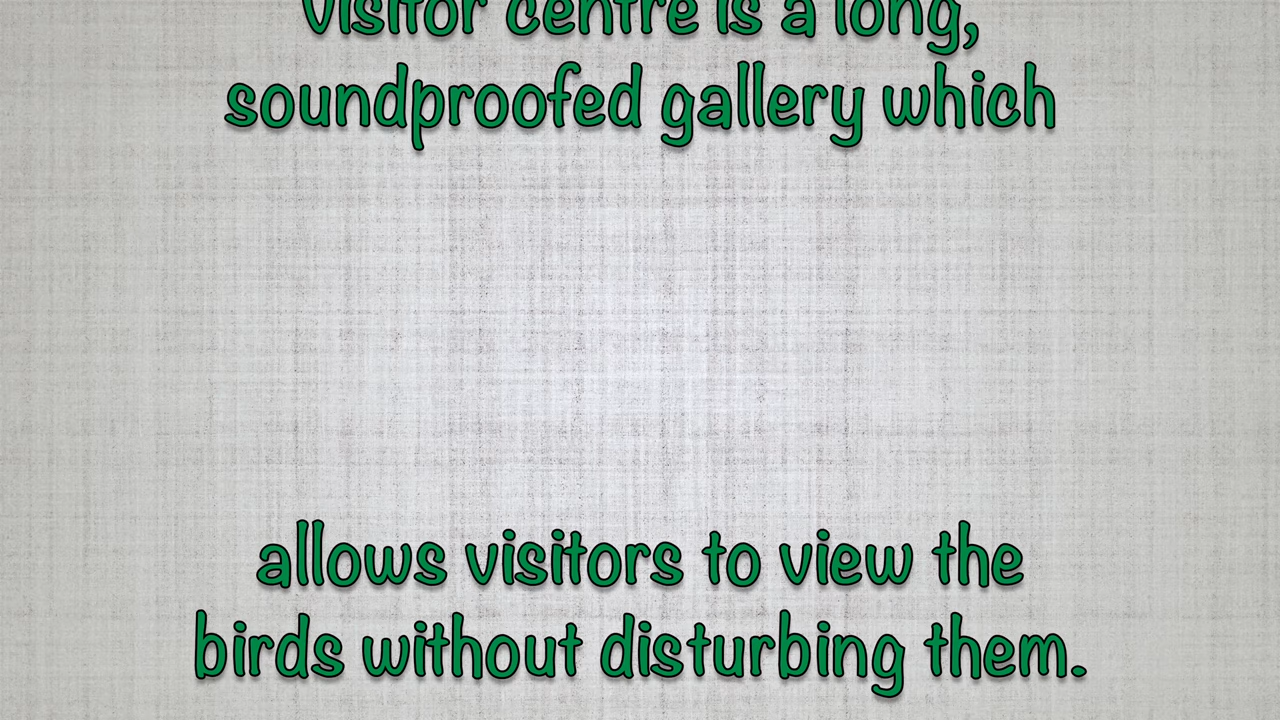 visitor centre is a long,
soundproofed gallery which
allows visitors to view the
birds without disturbing them.